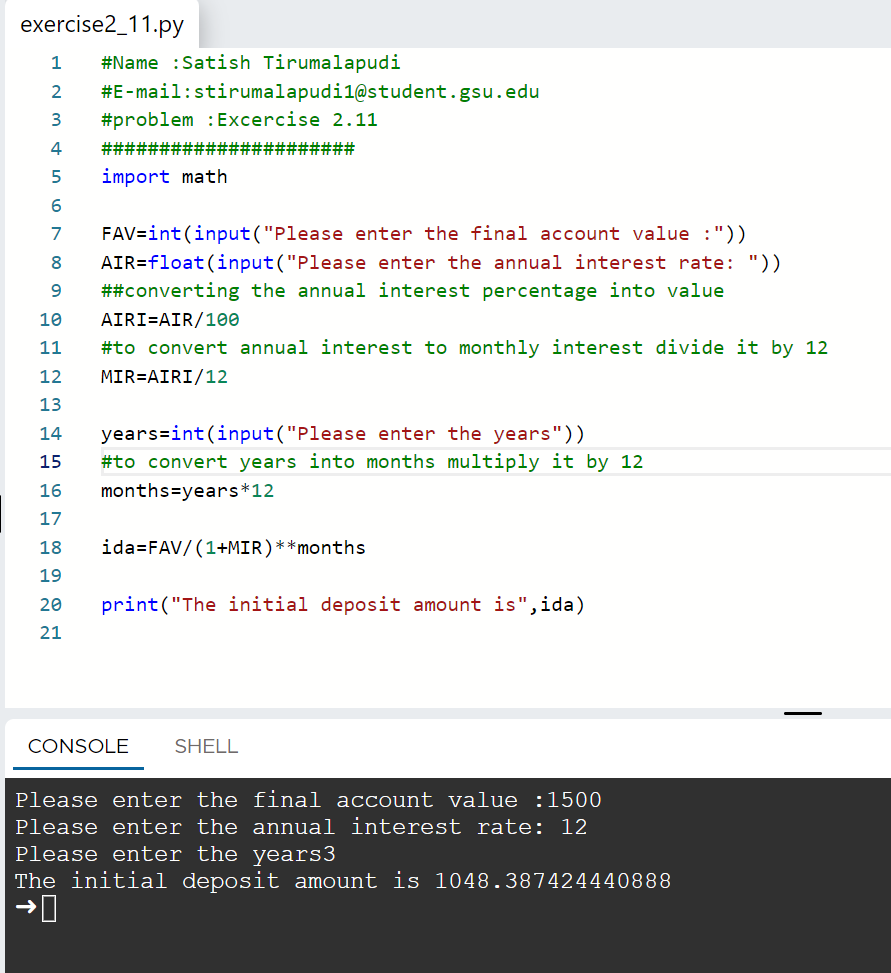 exercise2_11.py
1 #Name :Satish Tirumalapudi
2 #E-mail:stirumalapudi1@student.gsu.edu
3 #problem :Excercise 2.11
4 ######################
5 import math
6
7 FAV=int(input("Please enter the final account value :"))
8 AIR=float(input("Please enter the annual interest rate: "))
9 ##converting the annual interest percentage into value
10 AIRI=AIR/100
11 #to convert annual interest to monthly interest divide it by 12
12 MIR=AIRI/12
13
14 years=int(input("Please enter the years"))
15 #to convert years into months multiply it by 12
16 months=years*12
17
18 ida=FAV/(1+MIR)**months
19
20 print("The initial deposit amount is",ida)
21
CONSOLE SHELL
Please enter the final account value :1500
Please enter the annual interest rate: 12
Please enter the years3
The initial deposit amount is 1048.387424440888
➜